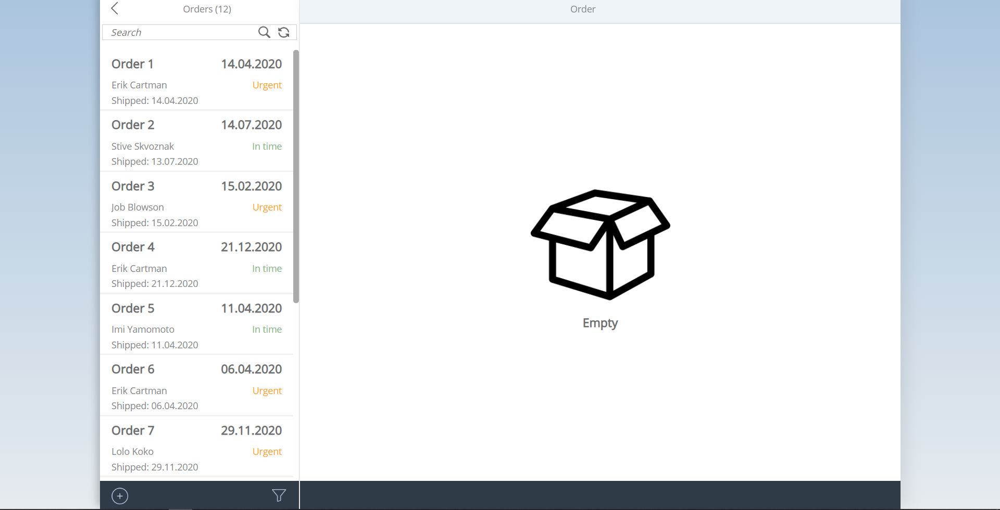 Orders (12)
Order
Search
Order 1 14.04.2020
Erik Cartman Urgent
Shipped: 14.04.2020
Order 2 14.07.2020
Stive Skvoznak In time
Shipped: 13.07.2020
Order 3 15.02.2020
Job Blowson Urgent
Shipped: 15.02.2020
Order 4 21.12.2020
Erik Cartman In time
Shipped: 21.12.2020
Order 5 11.04.2020
Imi Yamomoto In time
Shipped: 11.04.2020
Order 6 06.04.2020
Erik Cartman Urgent
Shipped: 06.04.2020
Order 7 29.11.2020
Lolo Koko Urgent
Shipped: 29.11.2020
Empty